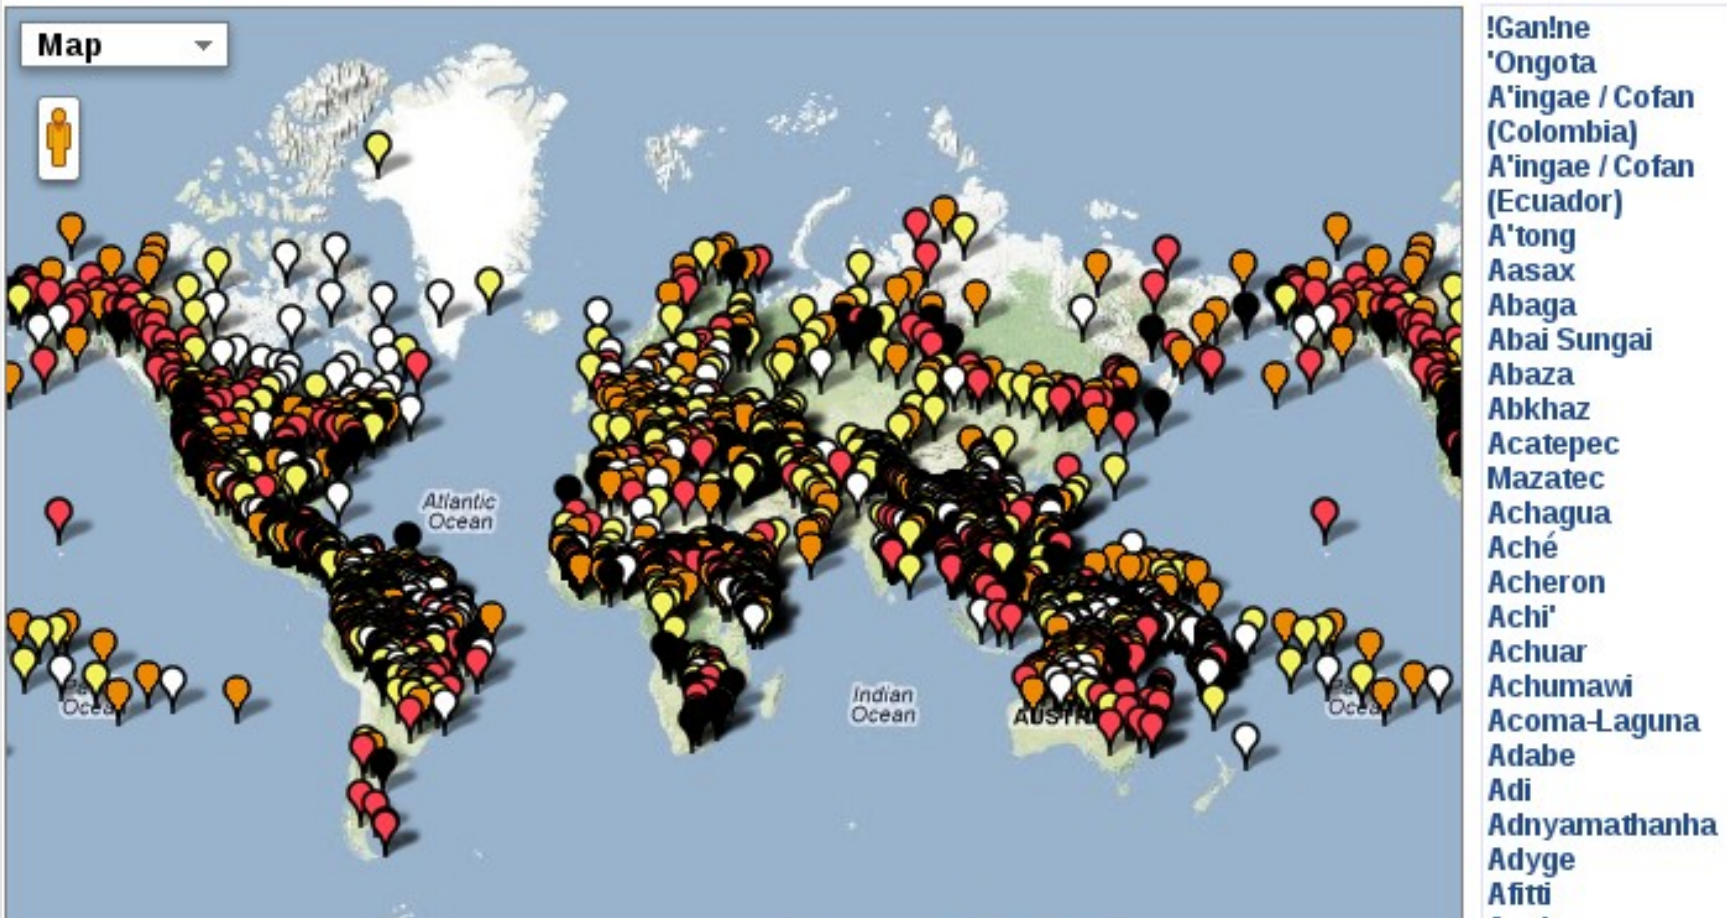 Map
Atlantic
Ocean
Indian
Ocean
!Gan!ne
'Ongota
A'ingae / Cofan
(Colombia)
A'ingae / Cofan
(Ecuador)
A'tong
Aasax
Abaga
Abai Sungai
Abaza
Abkhaz
Acatepec
Mazatec
Achagua
Aché
Acheron
Achi'
Achuar
Achumawi
Acoma-Laguna
Adabe
Adi
Adnyamathanha
Adyge
Afitti